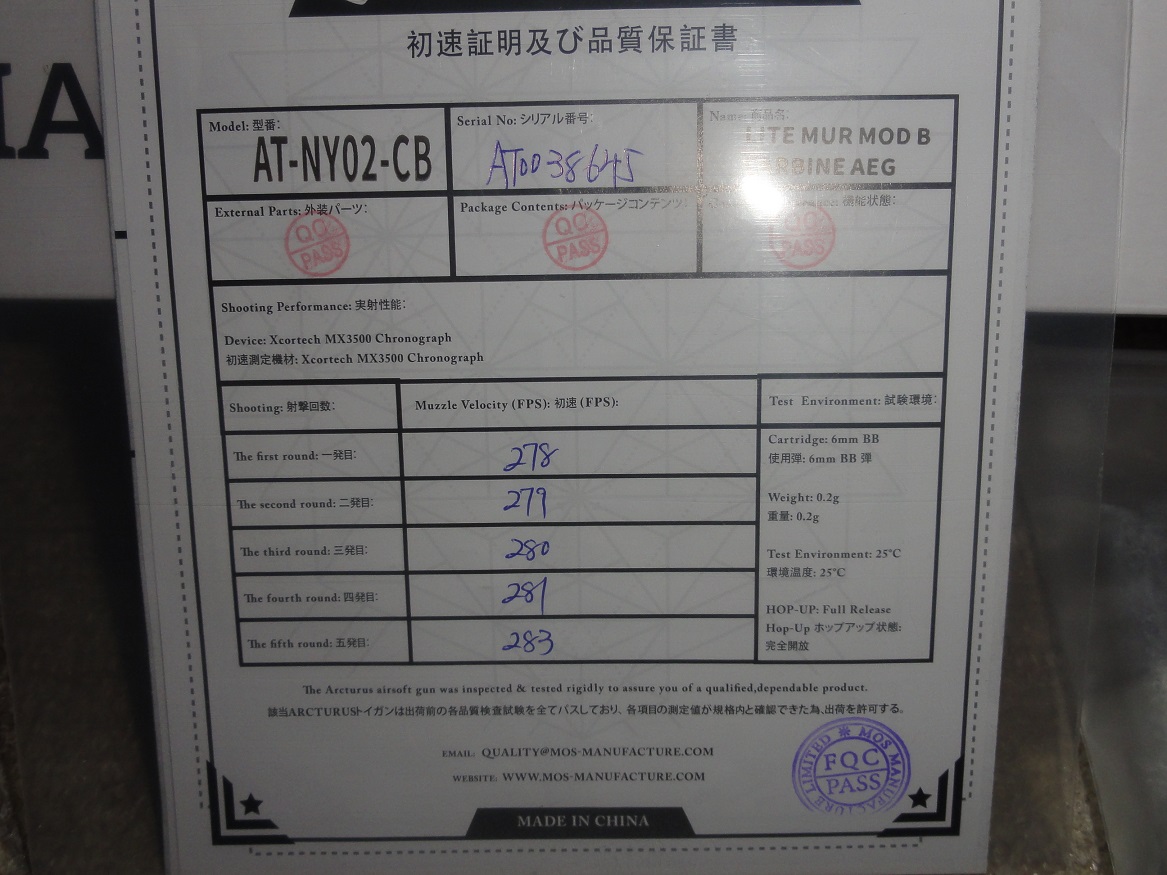 IA
初速証明及び品質保証書
Model: 型番:
AT-NY02-CB
Serial No: シリアル番号:
AT0038645
Name: 商品名:
LITE MUR MOD B
AEG
External Parts: 外装パーツ:
QC
PASS
Package Contents: パッケージコンテンツ:
QC
PASS
機能状態:
QC
PASS
Shooting Performance: 実射性能:
Device: Xcortech MX3500 Chronograph
初速測定機材: Xcortech MX3500 Chronograph
Shooting: 射撃回数:
Muzzle Velocity (FPS): 初速 (FPS):
Test Environment: 試験環境:
The first round: 一発目:
278
The second round: 二発目:
279
The third round: 三発目:
280
The fourth round: 四発目:
281
The fifth round: 五発目:
283
Cartridge: 6mm BB
使用弾: 6mm BB 弾
Weight: 0.2g
重量: 0.2g
Test Environment: 25°C
環境温度: 25°C
HOP-UP: Full Release
Hop-Up ホップアップ状態:
完全開放
The Arcturus airsoft gun was inspected & tested rigidly to assure you of a qualified,dependable product.
該当ARCTURUSトイガンは出荷前の各品質検査試験を全てパスしており、各項目の測定値が規格内と確認できた為、出荷を許可する。
EMAIL: QUALITY@MOS-MANUFACTURE.COM
WEBSITE: WWW.MOS-MANUFACTURE.COM
MOS MANUFACTURE LIMITED
FQC
PASS
MADE IN CHINA